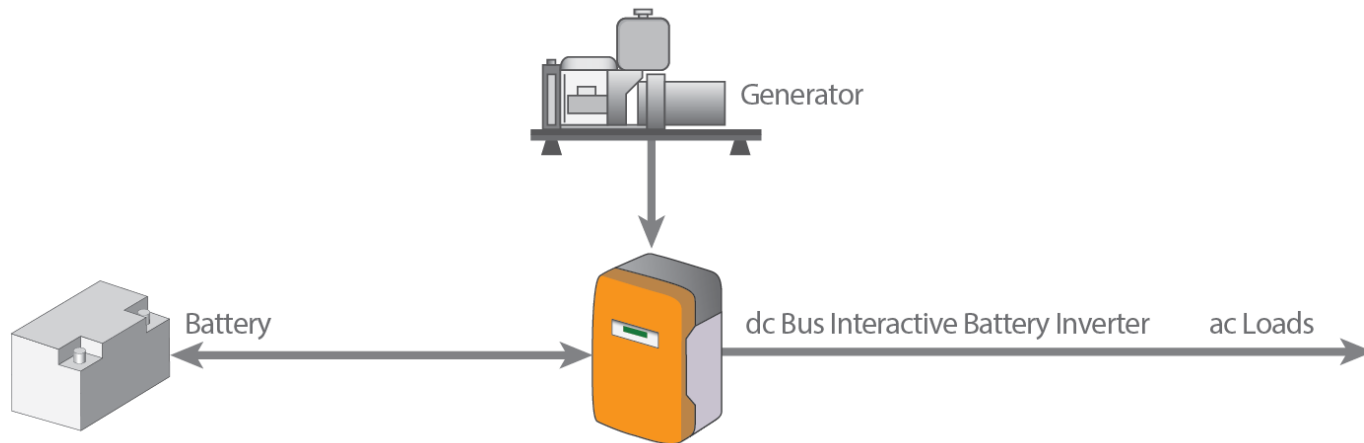 Generator
Battery
dc Bus Interactive Battery Inverter
ac Loads